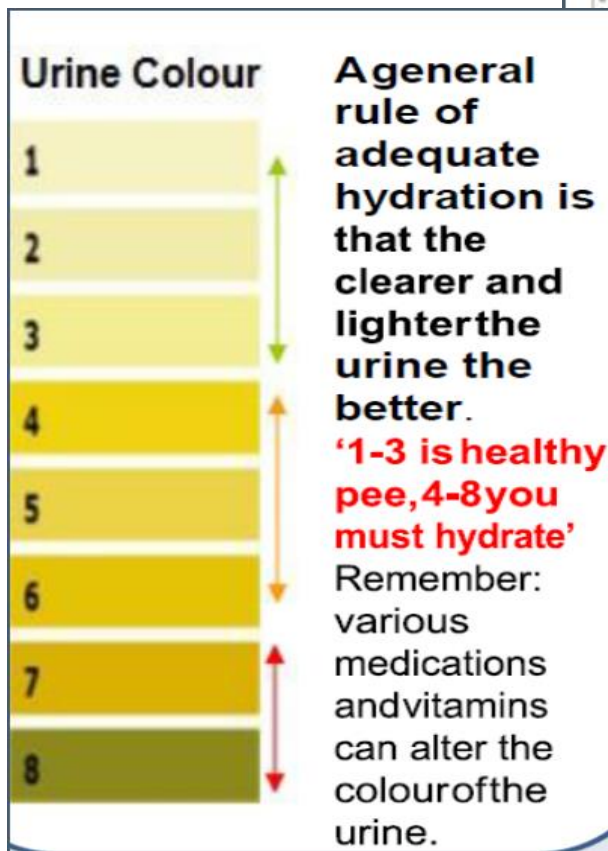 Urine Colour
1
2
3
4
5
6
7
8
Ageneral
rule of
adequate
hydration is
that the
clearer and
lighterthe
urine the
better.
‘1-3 is healthy
pee,4-8you
must hydrate’
Remember:
various
medications
andvitamins
can alter the
colourofthe
urine.